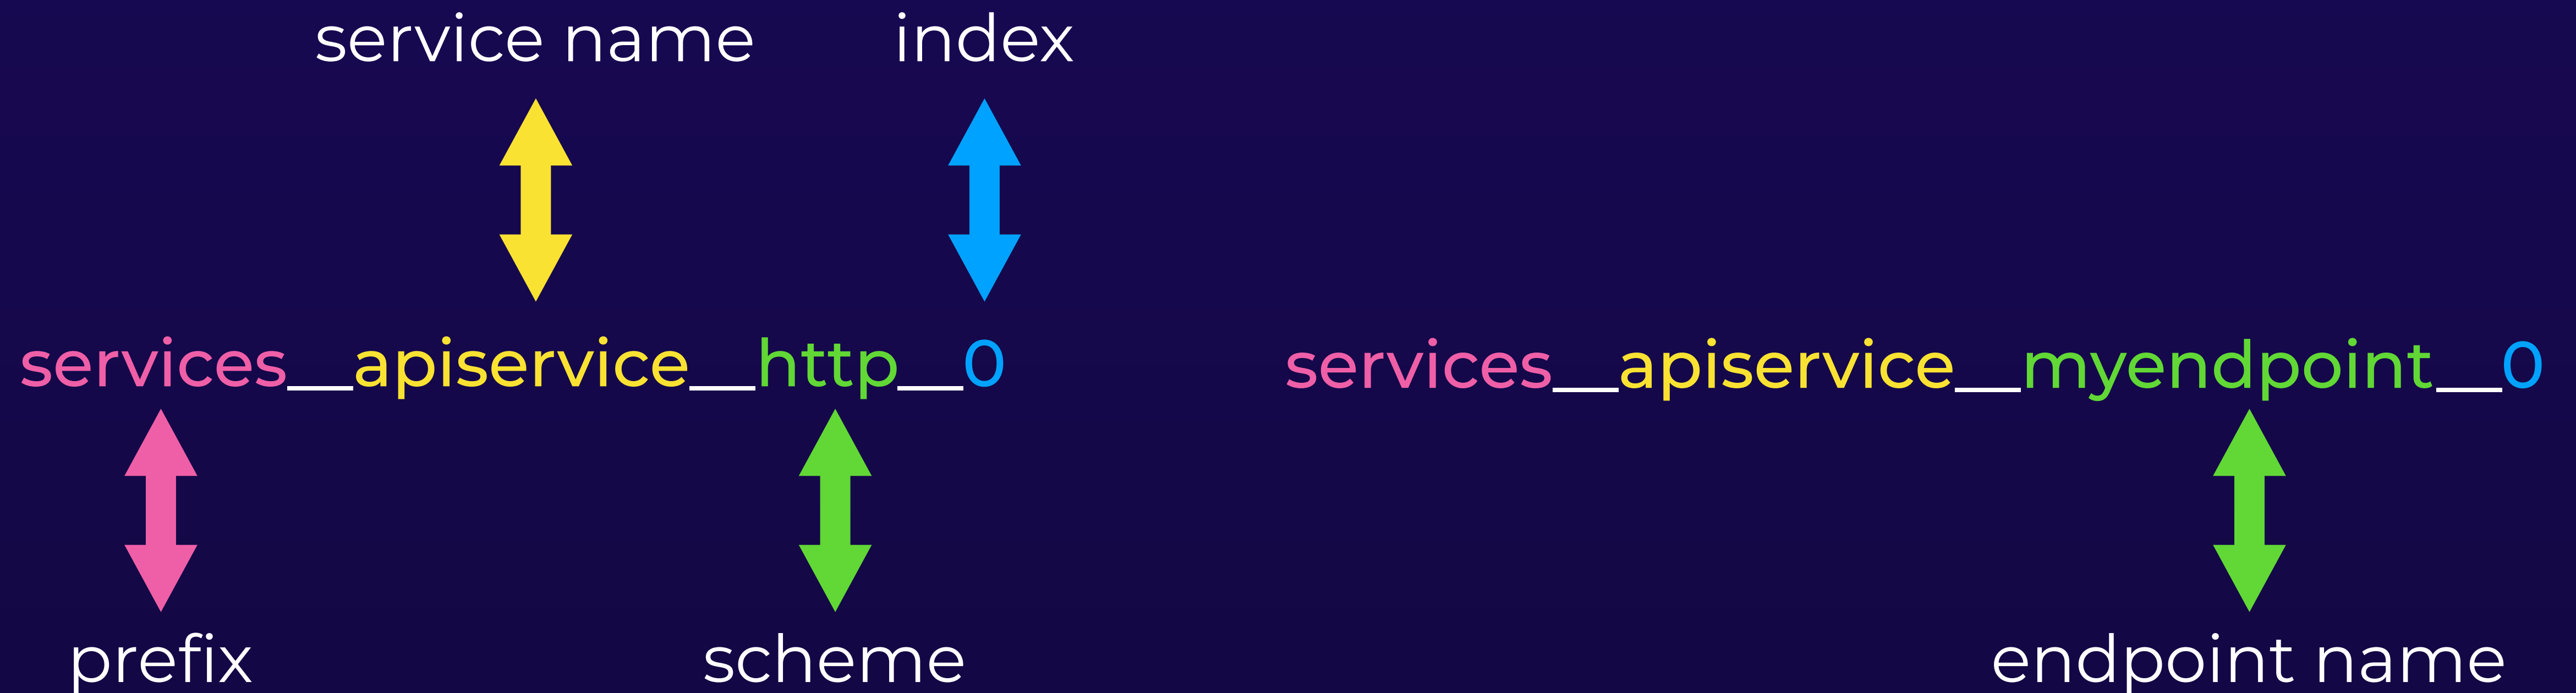 service name
index
services__apiservice__http__0
services__apiservice__myendpoint__0
prefix
scheme
endpoint name